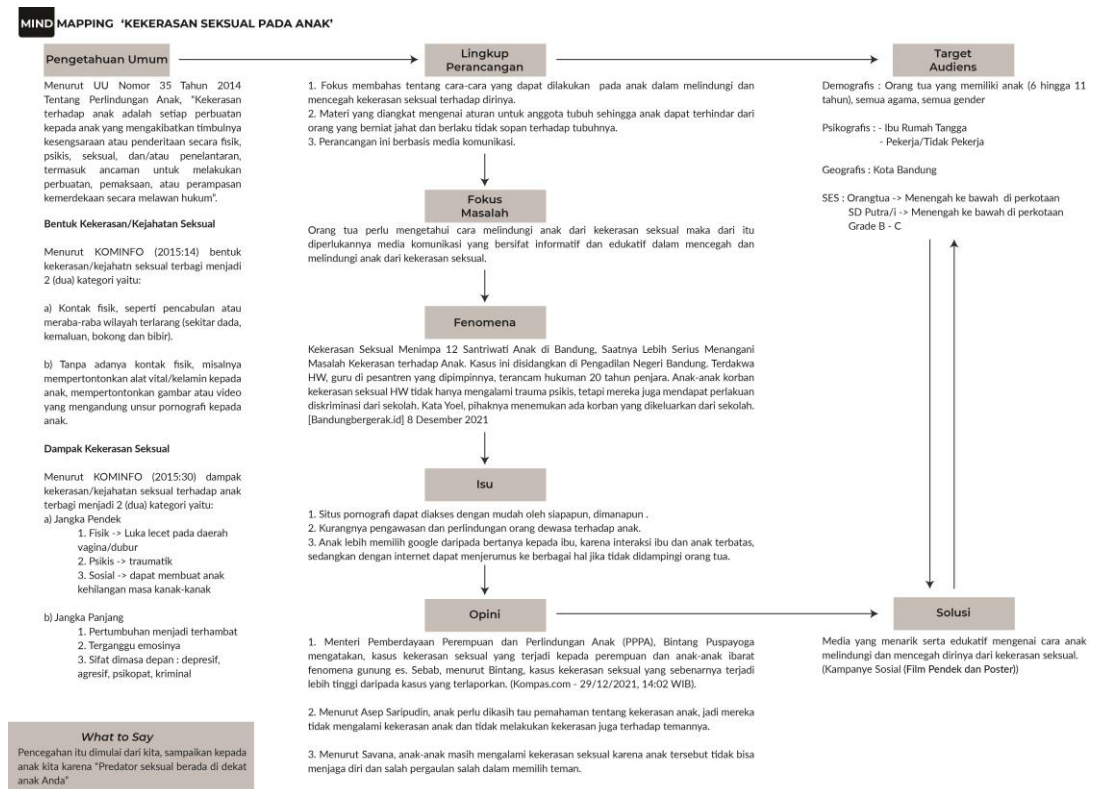 MIND MAPPING 'KEKERASAN SEKSUAL PADA ANAK'
Pengetahuan Umum
Menurut UU Nomor 35 Tahun 2014
Tentang Perlindungan Anak, "Kekerasan
terhadap anak adalah setiap perbuatan
kepada anak yang mengakibatkan timbulnya
kesengsaraan atau penderitaan secara fisik,
psikis, seksual, dan/atau penelantaran,
termasuk ancaman untuk melakukan
perbuatan, pemaksaan, atau perampasan
kemerdekaan secara melawan hukum".
Bentuk Kekerasan/Kejahatan Seksual
Menurut KOMINFO (2015:14) bentuk
kekerasan/kejahatn seksual terbagi menjadi
2 (dua) kategori yaitu:
a) Kontak fisik, seperti pencabulan atau
meraba-raba wilayah terlarang (sekitar dada,
kemaluan, bokong dan bibir).
b) Tanpa adanya kontak fisik, misalnya
mempertontonkan alat vital/kelamin kepada
anak, mempertontonkan gambar atau video
yang mengandung unsur pornografi kepada
anak.
Dampak Kekerasan Seksual
Menurut KOMINFO (2015:30) dampak
kekerasan/kejahatan seksual terhadap anak
terbagi menjadi 2 (dua) kategori yaitu:
a) Jangka Pendek
1. Fisik -> Luka lecet pada daerah
vagina/dubur
2. Psikis -> traumatik
3. Sosial -> dapat membuat anak
kehilangan masa kanak-kanak
b) Jangka Panjang
1. Pertumbuhan menjadi terhambat
2. Terganggu emosinya
3. Sifat dimasa depan : depresif,
agresif, psikopat, kriminal
What to Say
Pencegahan itu dimulai dari kita, sampaikan kepada
anak kita karena "Predator seksual berada di dekat
anak Anda"
Lingkup
Perancangan
1. Fokus membahas tentang cara-cara yang dapat dilakukan pada anak dalam melindungi dan
mencegah kekerasan seksual terhadap dirinya.
2. Materi yang diangkat mengenai aturan untuk anggota tubuh sehingga anak dapat terhindar dari
orang yang berniat jahat dan berlaku tidak sopan terhadap tubuhnya.
3. Perancangan ini berbasis media komunikasi.
Fokus
Masalah
Orang tua perlu mengetahui cara melindungi anak dari kekerasan seksual maka dari itu
diperlukannya media komunikasi yang bersifat informatif dan edukatif dalam mencegah dan
melindungi anak dari kekerasan seksual.
Fenomena
Kekerasan Seksual Menimpa 12 Santriwati Anak di Bandung, Saatnya Lebih Serius Menangani
Masalah Kekerasan terhadap Anak. Kasus ini disidangkan di Pengadilan Negeri Bandung. Terdakwa
HW, guru di pesantren yang dipimpinnya, terancam hukuman 20 tahun penjara. Anak-anak korban
kekerasan seksual HW tidak hanya mengalami trauma psikis, tetapi mereka juga mendapat perlakuan
diskriminasi dari sekolah. Kata Yoel, pihaknya menemukan ada korban yang dikeluarkan dari sekolah.
[Bandungbergerak.id] 8 Desember 2021
Isu
1. Situs pornografi dapat diakses dengan mudah oleh siapapun, dimanapun .
2. Kurangnya pengawasan dan perlindungan orang dewasa terhadap anak.
3. Anak lebih memilih google daripada bertanya kepada ibu, karena interaksi ibu dan anak terbatas,
sedangkan dengan internet dapat menjerumus ke berbagai hal jika tidak didampingi orang tua.
Opini
1. Menteri Pemberdayaan Perempuan dan Perlindungan Anak (PPPA), Bintang Puspayoga
mengatakan, kasus kekerasan seksual yang terjadi kepada perempuan dan anak-anak ibarat
fenomena gunung es. Sebab, menurut Bintang, kasus kekerasan seksual yang sebenarnya terjadi
lebih tinggi daripada kasus yang terlaporkan. (Kompas.com - 29/12/2021, 14:02 WIB).
2. Menurut Asep Saripudin, anak perlu dikasih tau pemahaman tentang kekerasan anak, jadi mereka
tidak mengalami kekerasan anak dan tidak melakukan kekerasan juga terhadap temannya.
3. Menurut Savana, anak-anak masih mengalami kekerasan seksual karena anak tersebut tidak bisa
menjaga diri dan salah pergaulan salah dalam memilih teman.
Target
Audiens
Demografis : Orang tua yang memiliki anak (6 hingga 11
tahun), semua agama, semua gender
Psikografis : - Ibu Rumah Tangga
- Pekerja/Tidak Pekerja
Geografis : Kota Bandung
SES : Orangtua -> Menengah ke bawah di perkotaan
SD Putra/i -> Menengah ke bawah di perkotaan
Grade B - C
Solusi
Media yang menarik serta edukatif mengenai cara anak
melindungi dan mencegah dirinya dari kekerasan seksual.
(Kampanye Sosial (Film Pendek dan Poster))